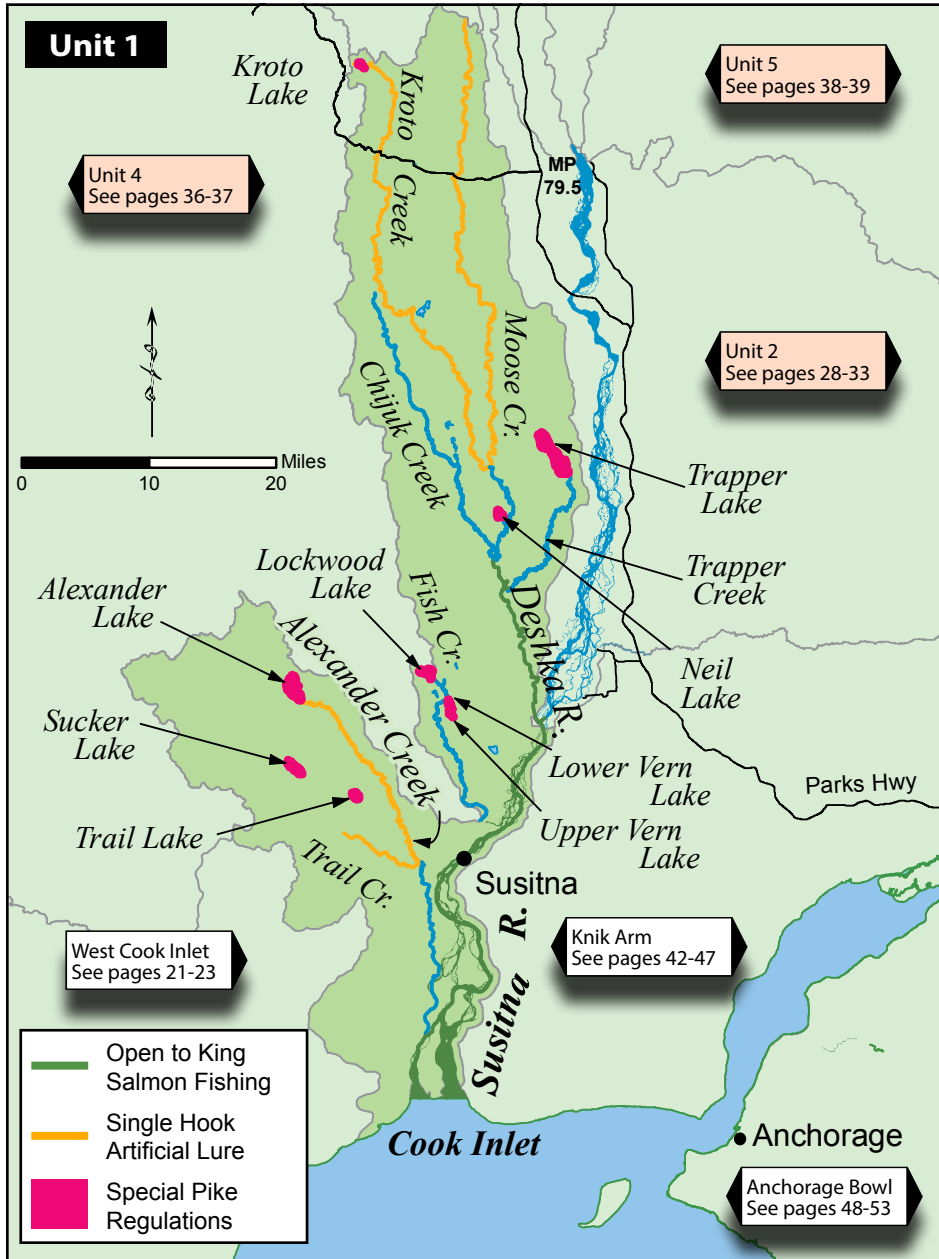 Unit 1
Kroto
Lake
Kroto
Creek
Unit 5
See pages 38-39
MP
79.5
Unit 4
See pages 36-37
Moose Cr.
Unit 2
See pages 28-33
Chijuk Creek
Miles
0
10
20
Trapper
Lake
Lockwood
Lake
Fish Cr.
Trapper
Creek
Alexander
Lake
Alexander Creek
Deshka R.
Neil
Lake
Sucker
Lake
Lower Vern
Lake
Parks Hwy
Trail Lake
Upper Vern
Lake
Trail Cr.
Susitna
West Cook Inlet
See pages 21-23
Susitna R.
Knik Arm
See pages 42-47
Open to King
Salmon Fishing
Single Hook
Artificial Lure
Special Pike
Regulations
Cook Inlet
Anchorage
Anchorage Bowl
See pages 48-53